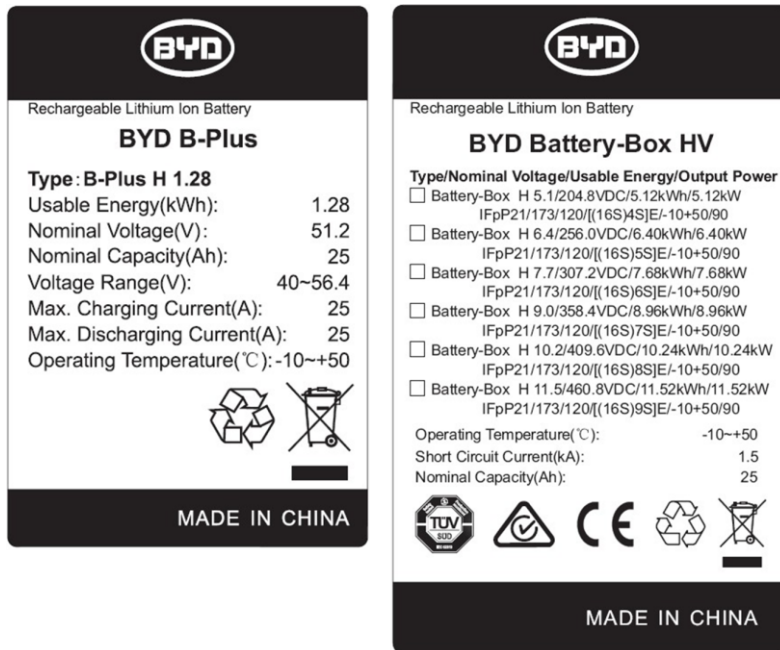 BYD
Rechargeable Lithium Ion Battery
BYD B-Plus
Type:B-Plus H 1.28
Usable Energy(kWh): 1.28
Nominal Voltage(V): 51.2
Nominal Capacity(Ah): 25
Voltage Range(V): 40~56.4
Max. Charging Current(A): 25
Max. Discharging Current(A): 25
Operating Temperature(℃):-10~+50
MADE IN CHINA
BYD
Rechargeable Lithium Ion Battery
BYD Battery-Box HV
Type/Nominal Voltage/Usable Energy/Output Power
Battery-Box H 5.1/204.8VDC/5.12kWh/5.12kW
IFpP21/173/120/[(16S)4S]E/-10+50/90
Battery-Box H 6.4/256.0VDC/6.40kWh/6.40kW
IFpP21/173/120/[(16S)5S]E/-10+50/90
Battery-Box H 7.7/307.2VDC/7.68kWh/7.68kW
IFpP21/173/120/[(16S)6S]E/-10+50/90
Battery-Box H 9.0/358.4VDC/8.96kWh/8.96kW
IFpP21/173/120/[(16S)7S]E/-10+50/90
Battery-Box H 10.2/409.6VDC/10.24kWh/10.24kW
IFpP21/173/120/[(16S)8S]E/-10+50/90
Battery-Box H 11.5/460.8VDC/11.52kWh/11.52kW
IFpP21/173/120/[(16S)9S]E/-10+50/90
Operating Temperature(℃): -10~+50
Short Circuit Current(kA): 1.5
Nominal Capacity(Ah): 25
TÜV
SÜD
CE
MADE IN CHINA